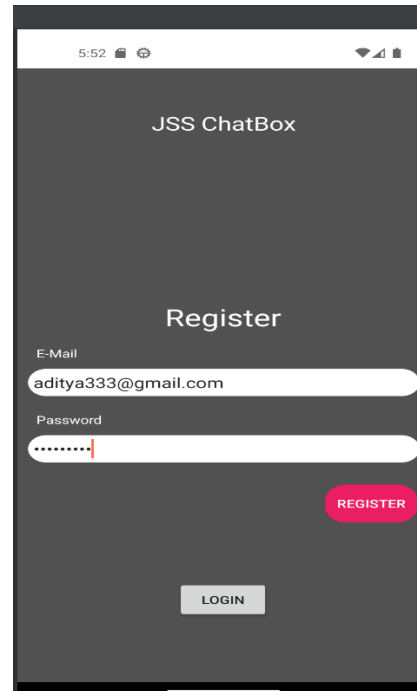 5:52
JSS ChatBox
Register
E-Mail
aditya333@gmail.com
Password
•••••••••
REGISTER
LOGIN